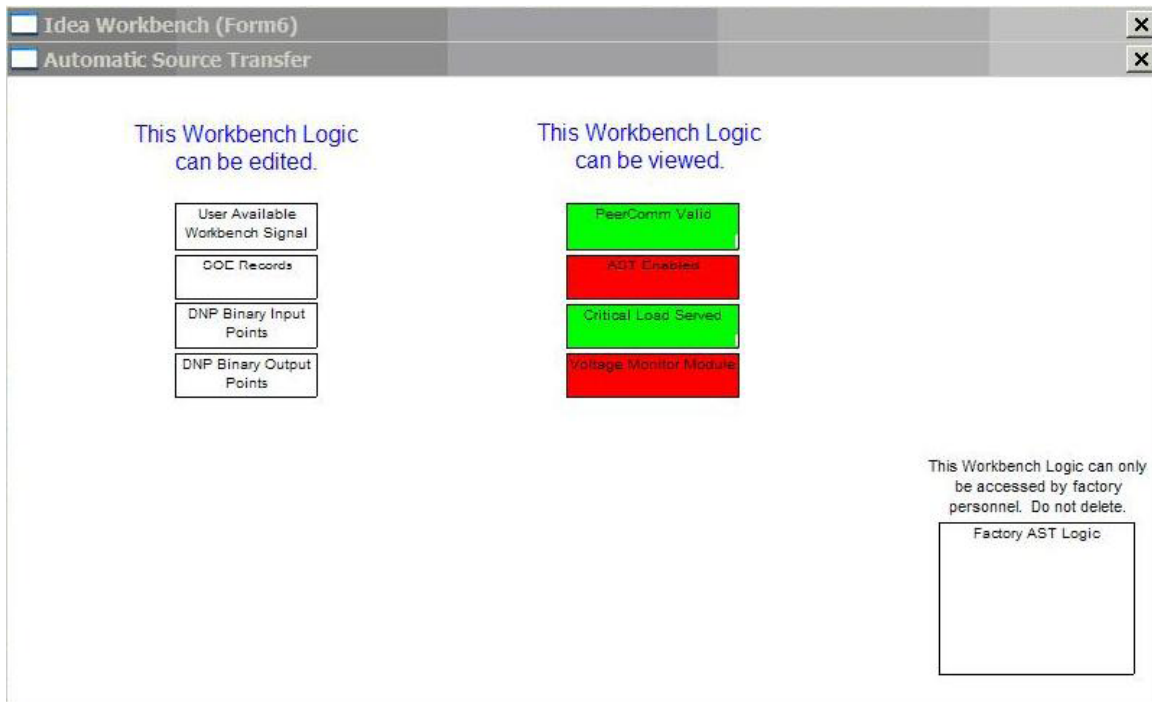 Idea Workbench (Form6)
Automatic Source Transfer
This Workbench Logic
can be edited.
User Available
Workbench Signal
SOE Records
DNP Binary Input
Points
DNP Binary Output
Points
This Workbench Logic
can be viewed.
PeerComm Valid
AST Enabled
Critical Load Served
Voltage Monitor Module
This Workbench Logic can only
be accessed by factory
personnel. Do not delete.
Factory AST Logic